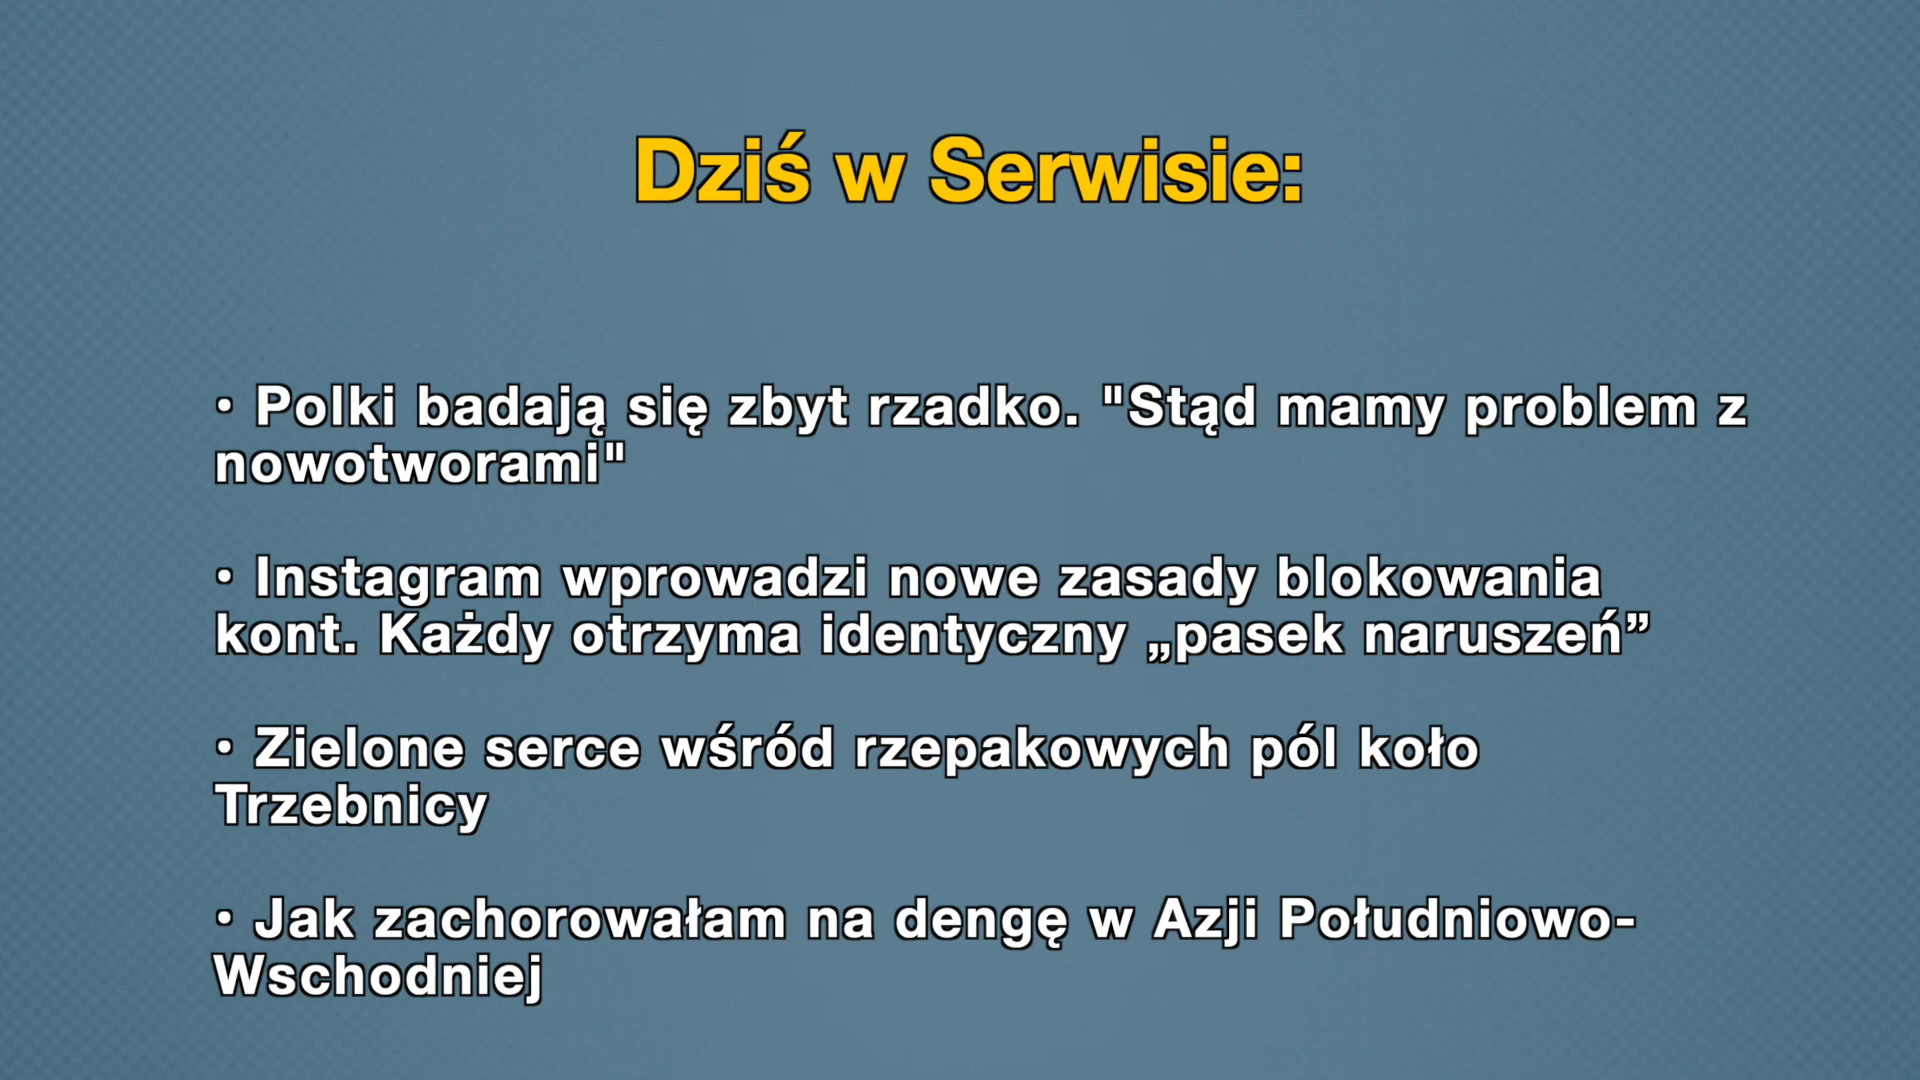 Dziś w Serwisie:
• Polki badają się zbyt rzadko. "Stąd mamy problem z
nowotworami"
• Instagram wprowadzi nowe zasady blokowania
kont. Każdy otrzyma identyczny „pasek naruszeń”
• Zielone serce wśród rzepakowych pól koło
Trzebnicy
• Jak zachorowałam na dengę w Azji Południowo-
Wschodniej